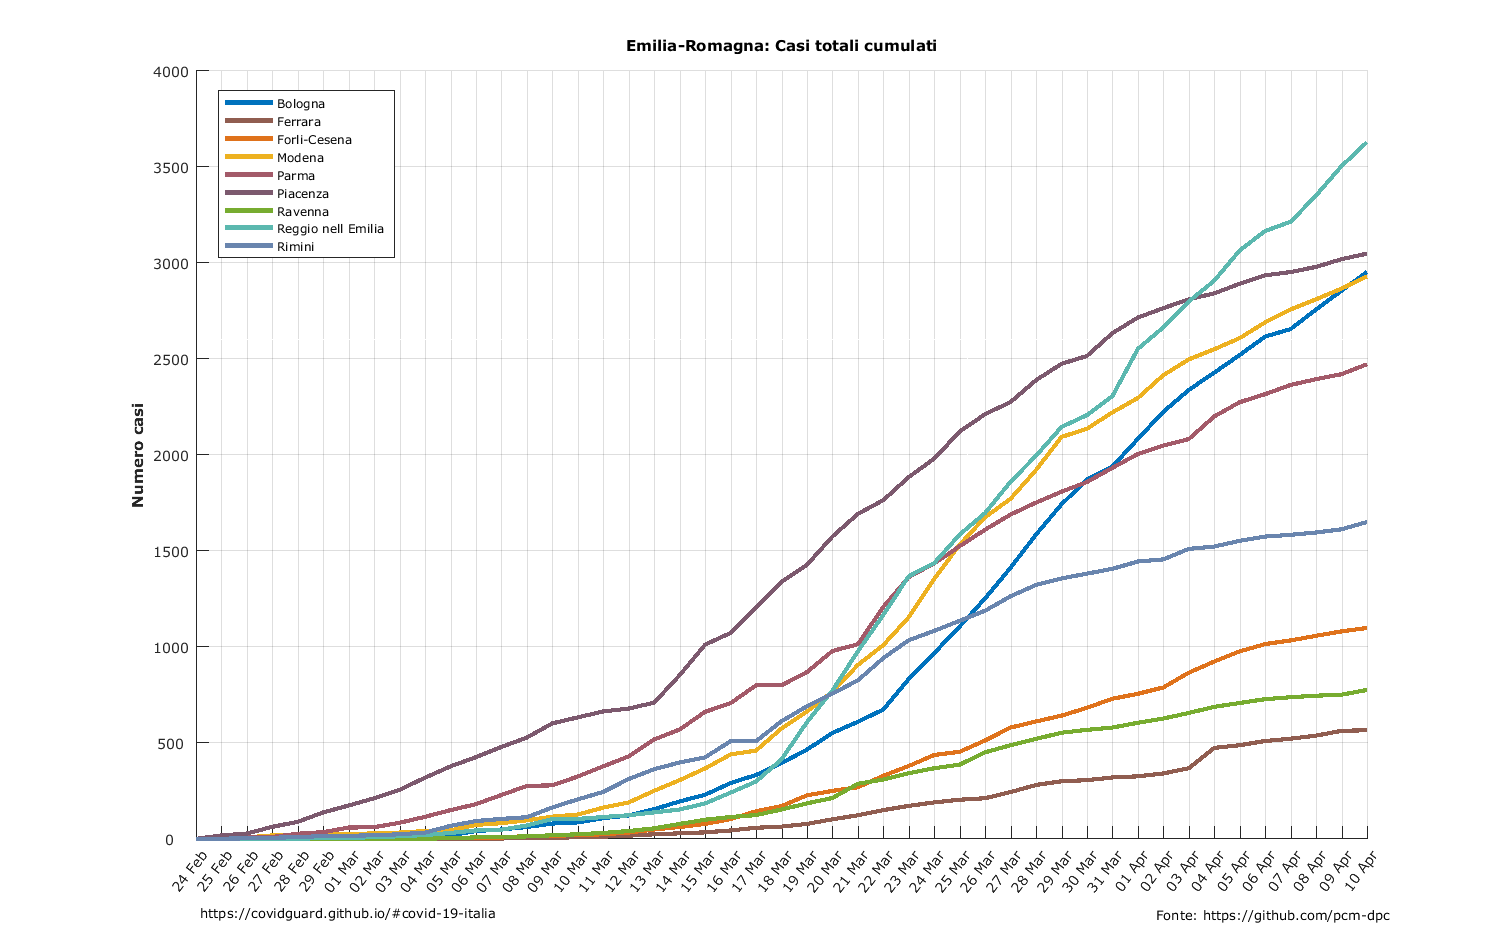 Emilia-Romagna: Casi totali cumulati
4000
3500
3000
2500
2000
1500
1000
500
0
Numero casi
Bologna
Ferrara
Forli-Cesena
Modena
Parma
Piacenza
Ravenna
Reggio nell Emilia
Rimini
24 Feb
25 Feb
26 Feb
27 Feb
28 Feb
29 Feb
01 Mar
02 Mar
03 Mar
04 Mar
05 Mar
06 Mar
07 Mar
08 Mar
09 Mar
10 Mar
11 Mar
12 Mar
13 Mar
14 Mar
15 Mar
16 Mar
17 Mar
18 Mar
19 Mar
20 Mar
21 Mar
22 Mar
23 Mar
24 Mar
25 Mar
26 Mar
27 Mar
28 Mar
29 Mar
30 Mar
31 Mar
01 Apr
02 Apr
03 Apr
04 Apr
05 Apr
06 Apr
07 Apr
08 Apr
09 Apr
10 Apr
https://covidguard.github.io/#covid-19-italia
Fonte: https://github.com/pcm-dpc